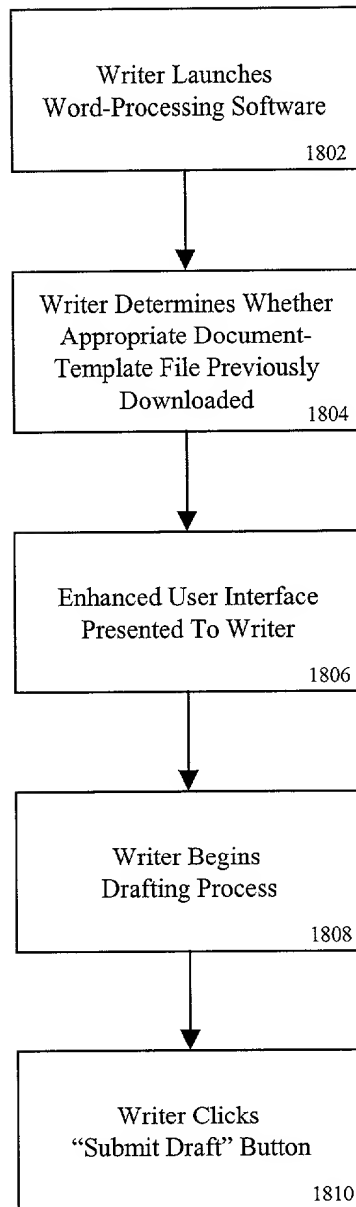 Writer Launches
Word-Processing Software
1802
Writer Determines Whether
Appropriate Document-
Template File Previously
Downloaded
1804
Enhanced User Interface
Presented To Writer
1806
Writer Begins
Drafting Process
1808
Writer Clicks
“Submit Draft” Button
1810